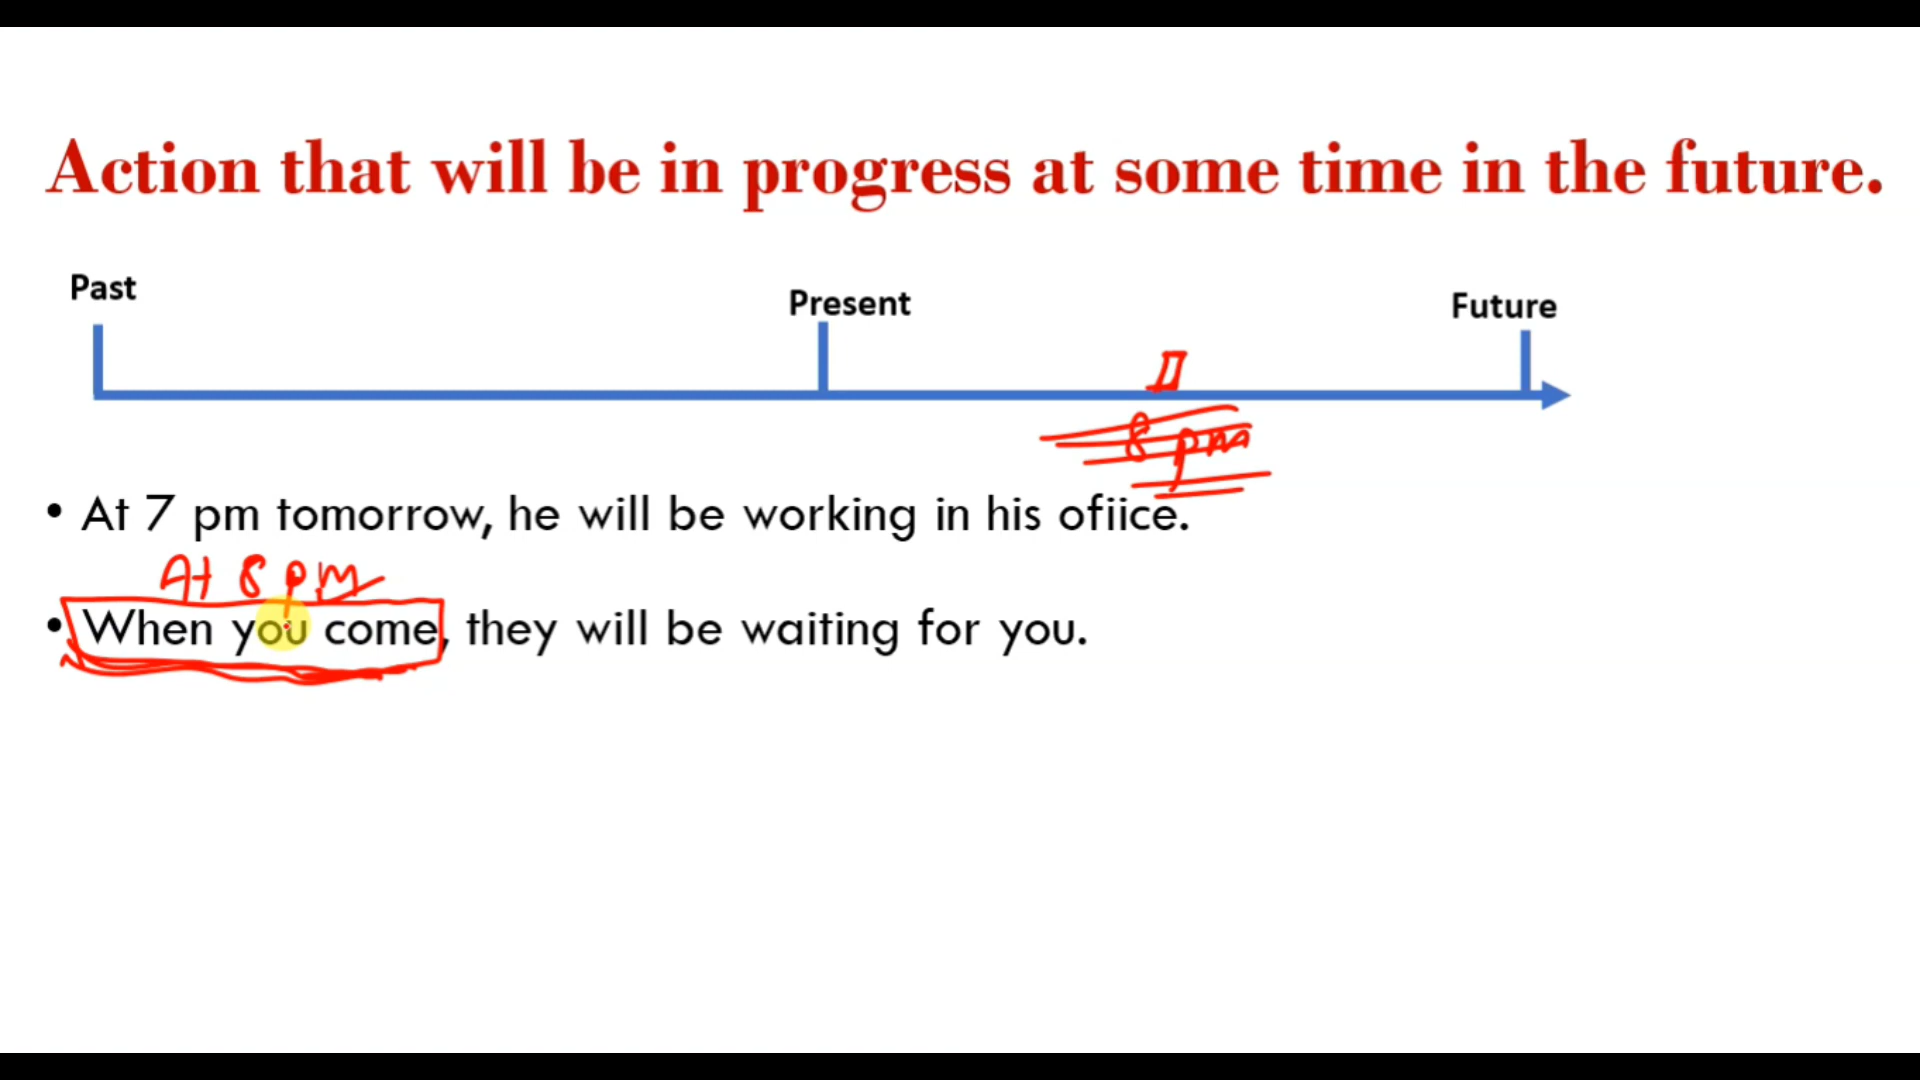 Action that will be in progress at some time in the future.
Past
Present
Future
8 pm
• At 7 pm tomorrow, he will be working in his ofiice.
At 8 pm
• When you come, they will be waiting for you.